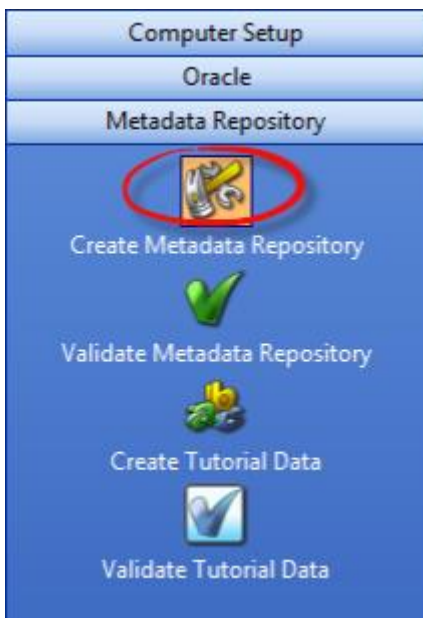 Computer Setup
Oracle
Metadata Repository
Create Metadata Repository
Validate Metadata Repository
Create Tutorial Data
Validate Tutorial Data